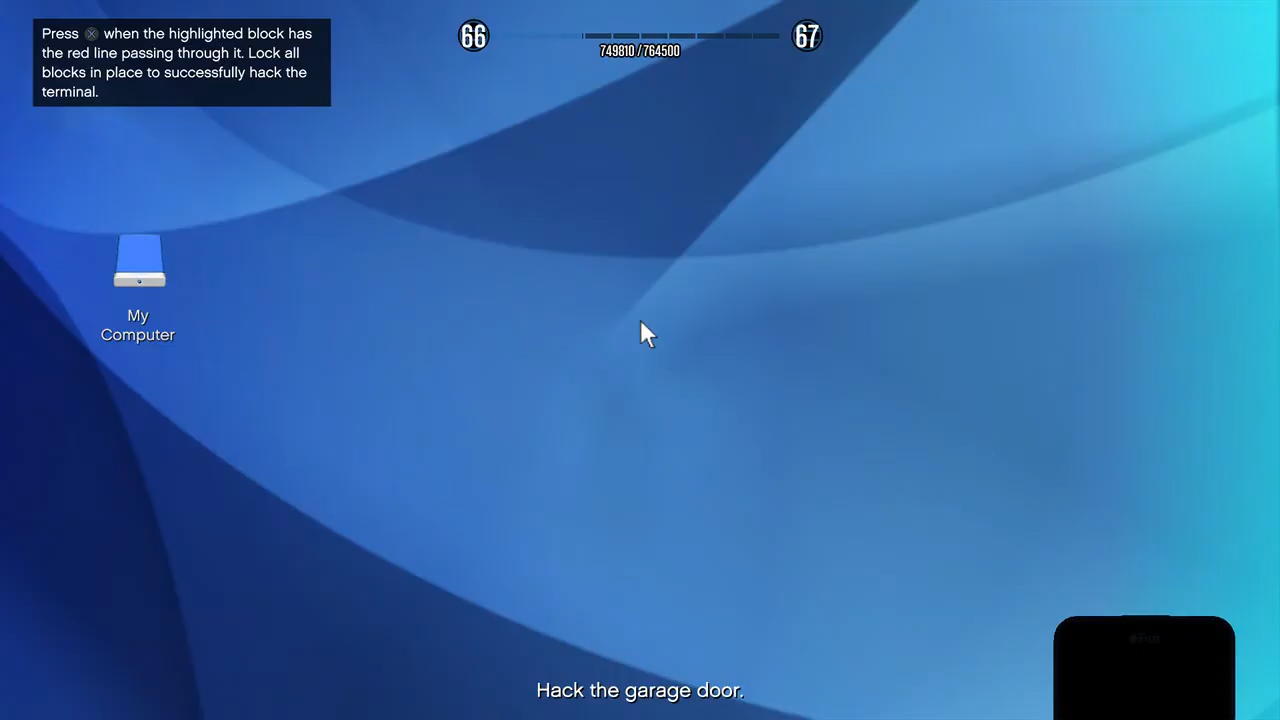 Press ⊗ when the highlighted block has
the red line passing through it. Lock all
blocks in place to successfully hack the
terminal.
66
67
749810 / 764500
My
Computer
Hack the garage door.